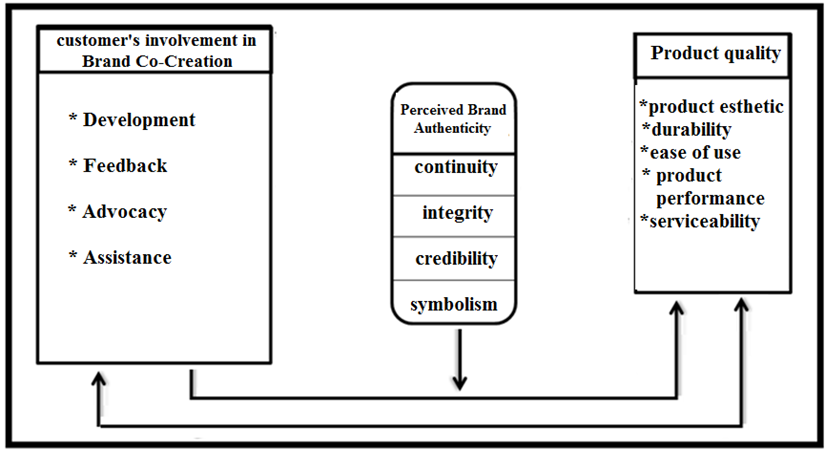 customer's involvement in
Brand Co-Creation
* Development
* Feedback
* Advocacy
* Assistance
Perceived Brand
Authenticity
continuity
integrity
credibility
symbolism
Product quality
*product esthetic
*durability
*ease of use
* product
performance
*serviceability